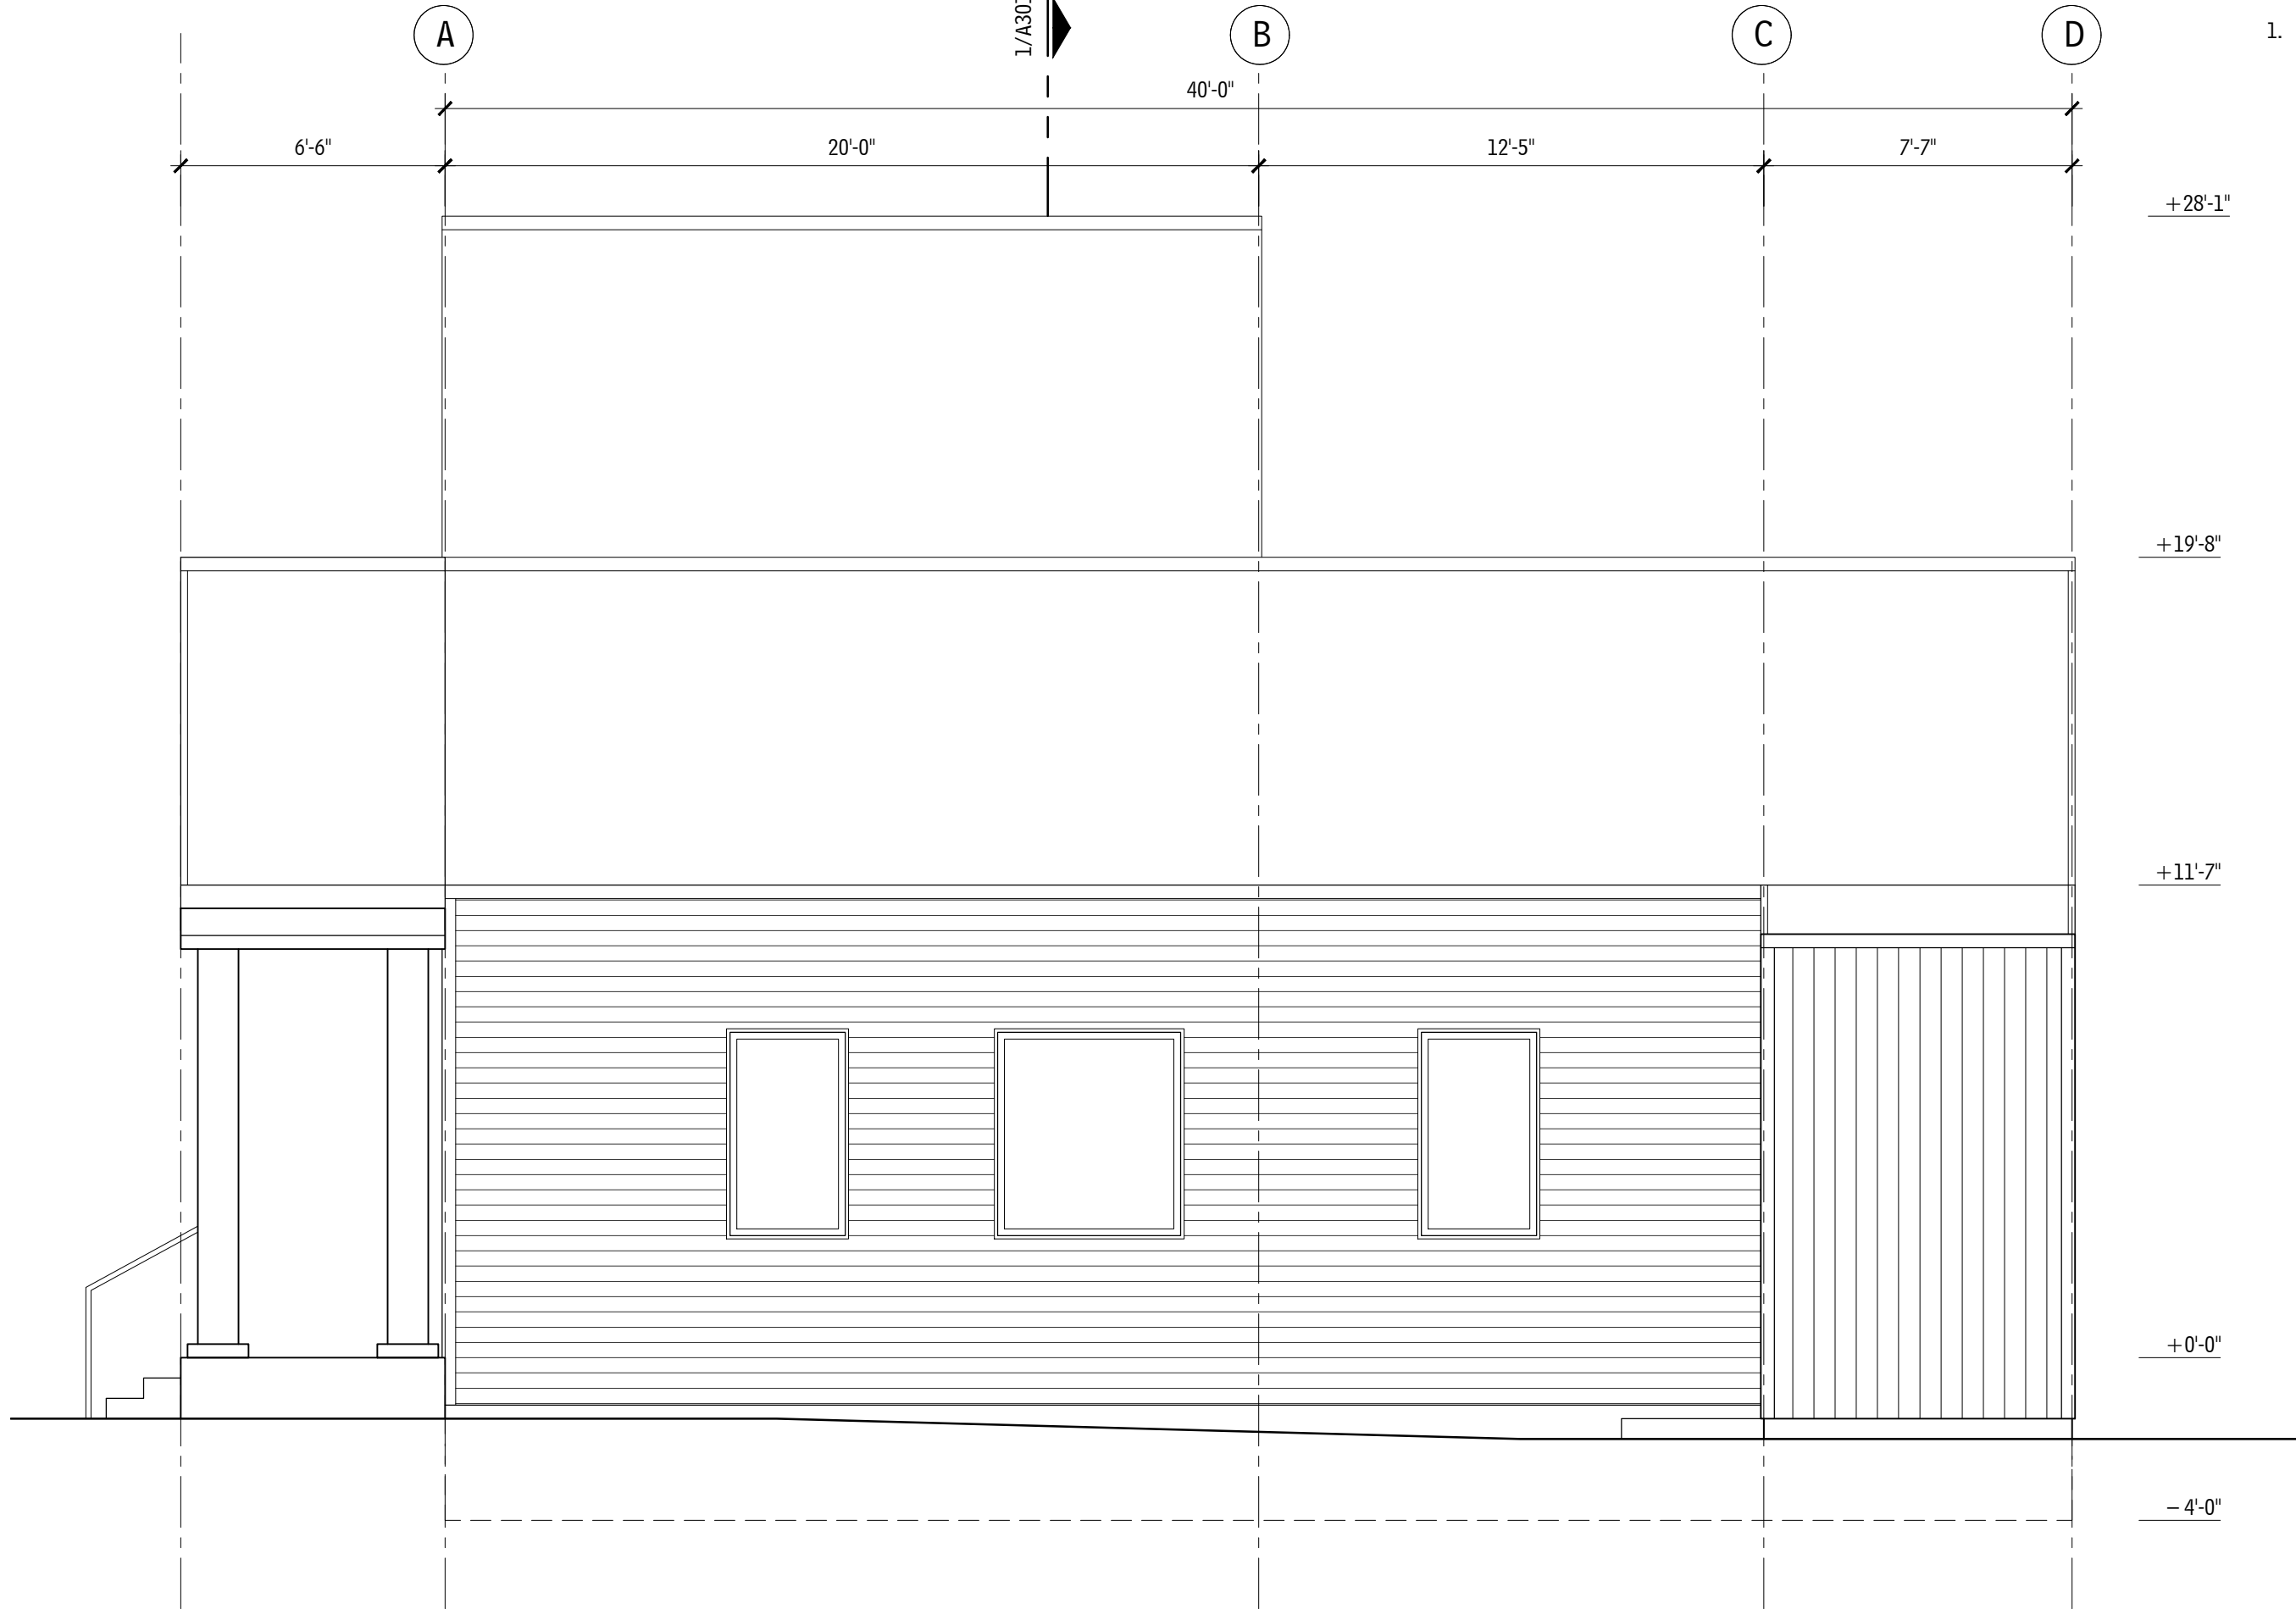 A
1/A301
B
C
D
1.
40'-0"
6'-6"
20'-0"
12'-5"
7'-7"
+28'-1"
+19'-8"
+11'-7"
+0'-0"
− 4'-0"